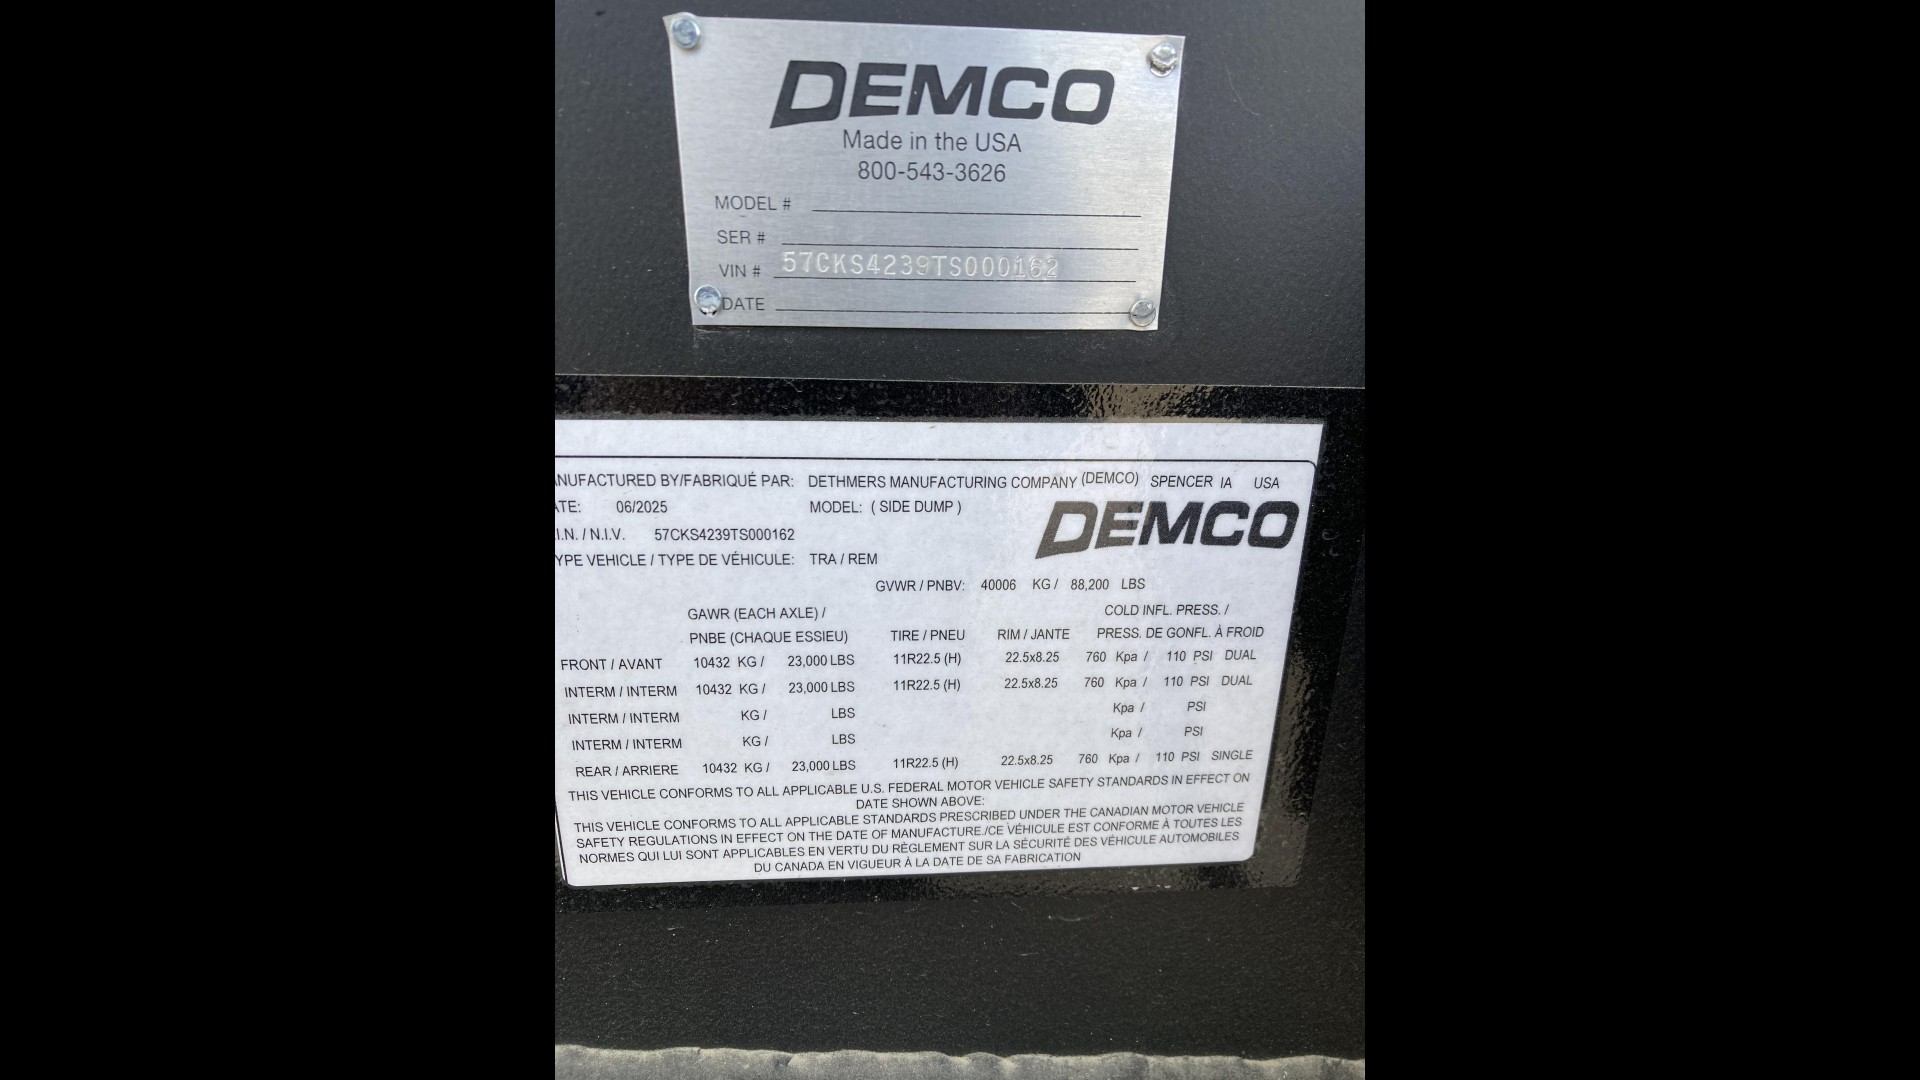 DEMCO
Made in the USA
800-543-3626
MODEL #
SER #
VIN # 57CKS4239TS000162
DATE
NUFACTURED BY/FABRIQUÉ PAR: DETHMERS MANUFACTURING COMPANY (DEMCO) SPENCER IA USA
TE: 06/2025 MODEL: ( SIDE DUMP )
DEMCO
.I.N. / N.I.V. 57CKS4239TS000162
YPE VEHICLE / TYPE DE VÉHICULE: TRA / REM
GVWR / PNBV: 40006 KG / 88,200 LBS
GAWR (EACH AXLE) / COLD INFL. PRESS. /
PNBE (CHAQUE ESSIEU) TIRE / PNEU RIM / JANTE PRESS. DE GONFL. À FROID
FRONT / AVANT 10432 KG / 23,000 LBS 11R22.5 (H) 22.5x8.25 760 Kpa / 110 PSI DUAL
INTERM / INTERM 10432 KG / 23,000 LBS 11R22.5 (H) 22.5x8.25 760 Kpa / 110 PSI DUAL
INTERM / INTERM KG / LBS Kpa / PSI
INTERM / INTERM KG / LBS Kpa / PSI
REAR / ARRIERE 10432 KG / 23,000 LBS 11R22.5 (H) 22.5x8.25 760 Kpa / 110 PSI SINGLE
THIS VEHICLE CONFORMS TO ALL APPLICABLE U.S. FEDERAL MOTOR VEHICLE SAFETY STANDARDS IN EFFECT ON
DATE SHOWN ABOVE:
THIS VEHICLE CONFORMS TO ALL APPLICABLE STANDARDS PRESCRIBED UNDER THE CANADIAN MOTOR VEHICLE
SAFETY REGULATIONS IN EFFECT ON THE DATE OF MANUFACTURE./CE VÉHICULE EST CONFORME À TOUTES LES
NORMES QUI LUI SONT APPLICABLES EN VERTU DU RÈGLEMENT SUR LA SÉCURITÉ DES VÉHICULE AUTOMOBILES
DU CANADA EN VIGUEUR À LA DATE DE SA FABRICATION